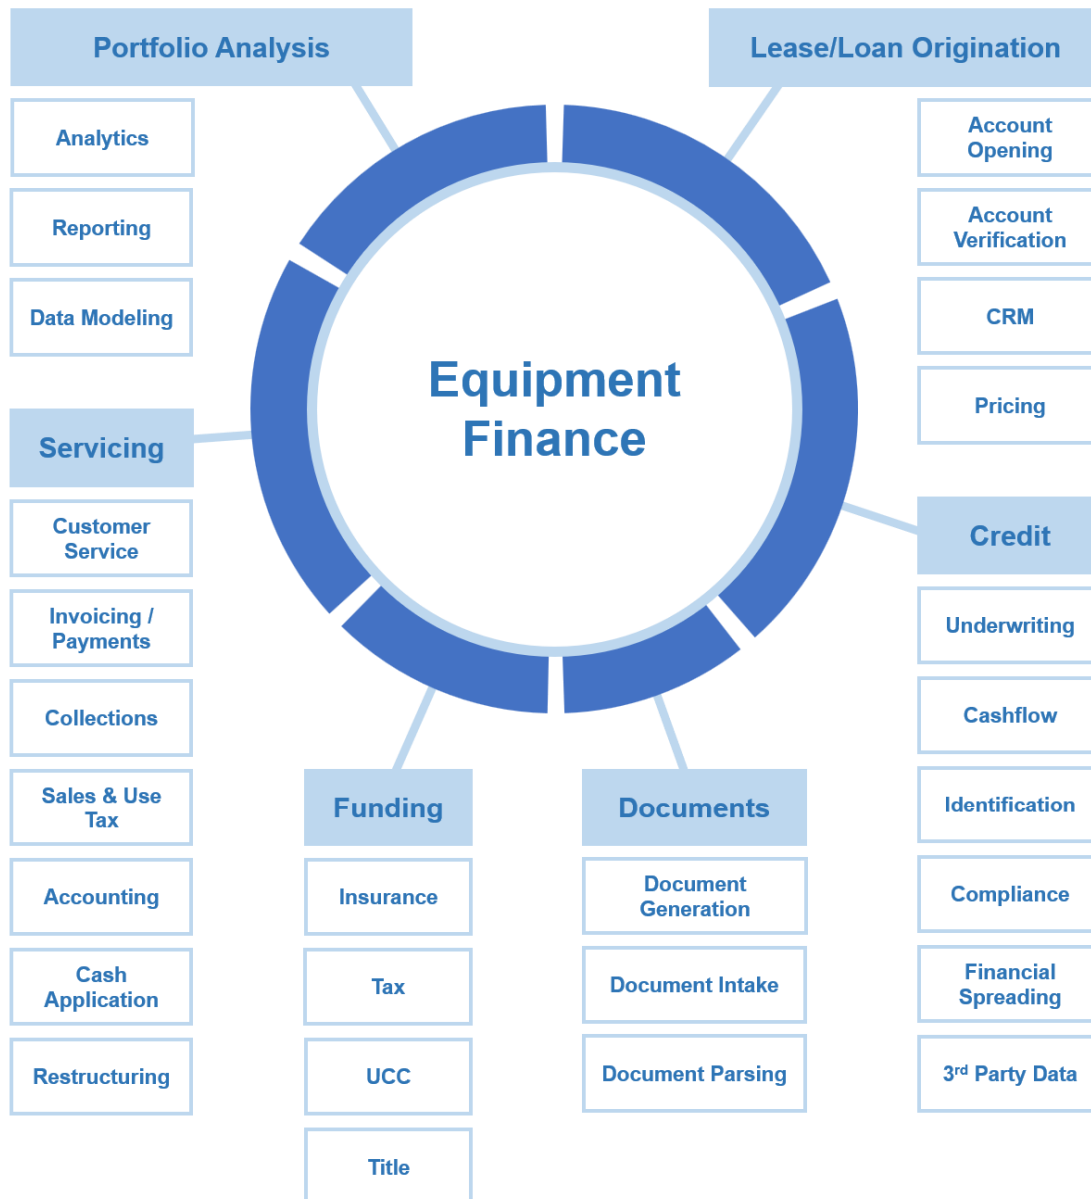 Portfolio Analysis
Analytics
Reporting
Data Modeling
Lease/Loan Origination
Account
Opening
Account
Verification
CRM
Pricing
Equipment
Finance
Servicing
Customer
Service
Invoicing /
Payments
Collections
Sales & Use
Tax
Accounting
Cash
Application
Restructuring
Funding
Insurance
Tax
UCC
Title
Documents
Document
Generation
Document Intake
Document Parsing
Credit
Underwriting
Cashflow
Identification
Compliance
Financial
Spreading
3rd Party Data